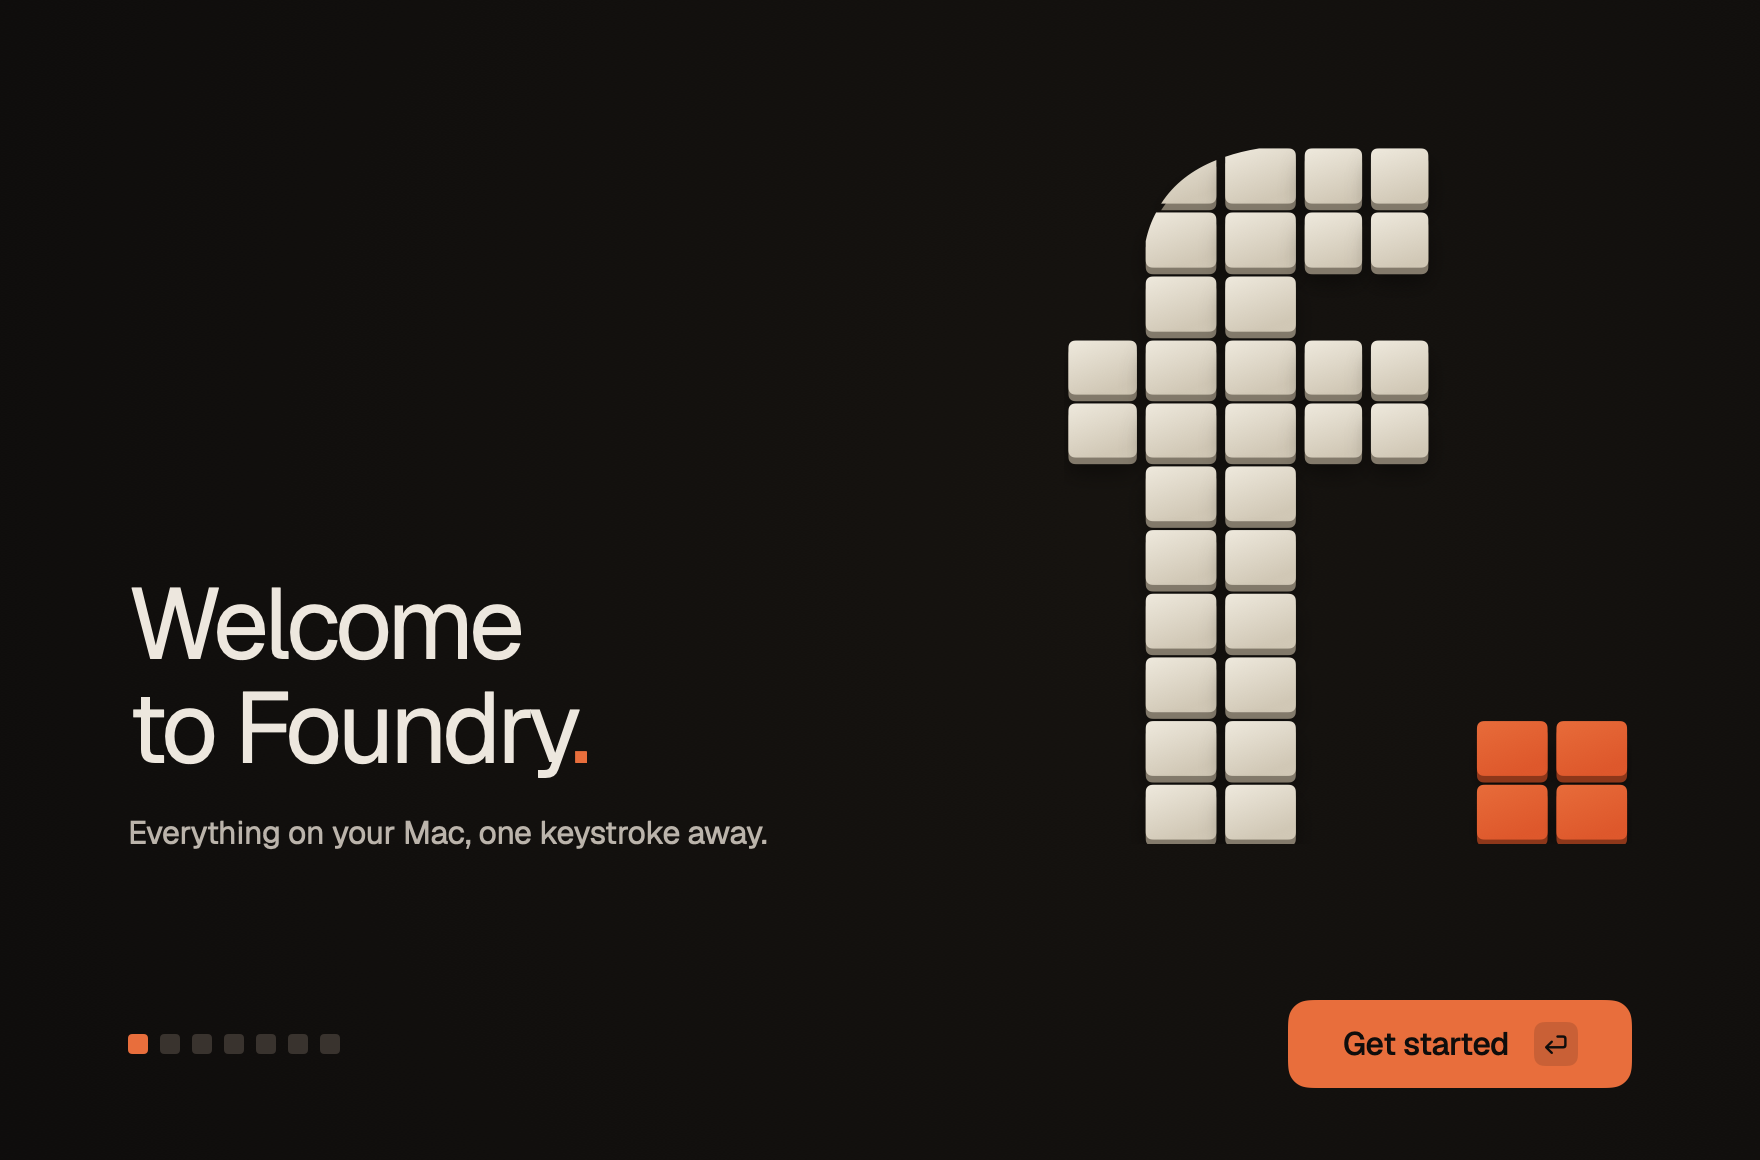 Welcome
to Foundry.
Everything on your Mac, one keystroke away.
Get started
f.